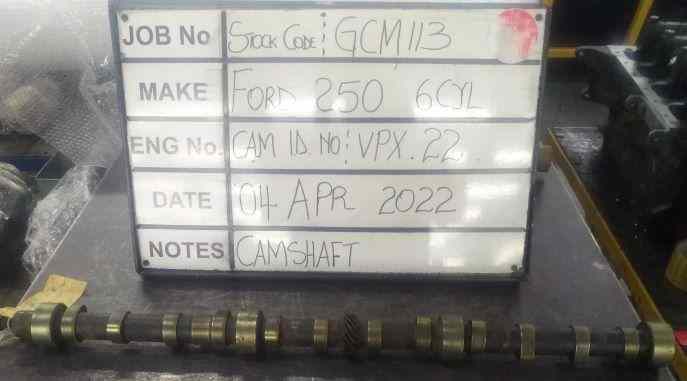 JOB No STOCK CODE: GCM113
MAKE FORD 250 6CYL
ENG No. CAM ID NO: VPX.22
DATE 04 APR 2022
NOTES CAMSHAFT